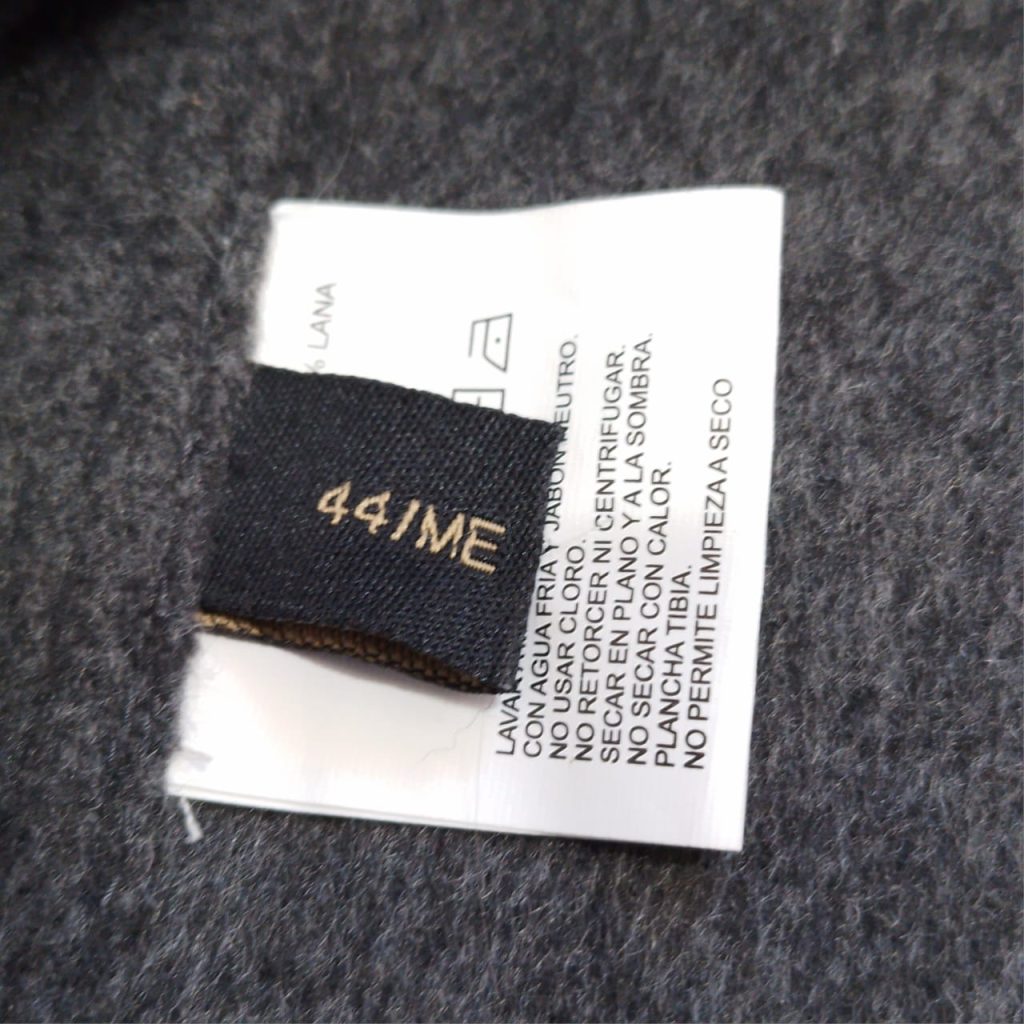 % LANA
44/ME
CON AGUA FRIA Y JABON NEUTRO.
NO USAR CLORO.
NO RETORCER NI CENTRIFUGAR.
SECAR EN PLANO Y A LA SOMBRA.
NO SECAR CON CALOR.
PLANCHA TIBIA.
NO PERMITE LIMPIEZA A SECO